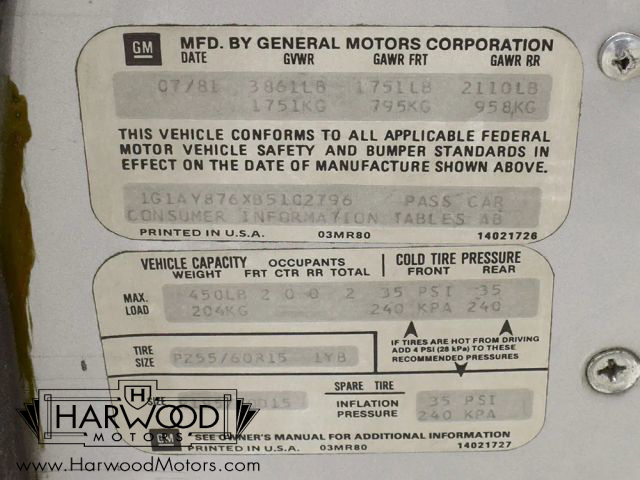 GM MFD. BY GENERAL MOTORS CORPORATION
DATE GVWR GAWR FRT GAWR RR
07/81 3861LB 1751LB 2110LB
1751KG 795KG 958KG
THIS VEHICLE CONFORMS TO ALL APPLICABLE FEDERAL
MOTOR VEHICLE SAFETY AND BUMPER STANDARDS IN
EFFECT ON THE DATE OF MANUFACTURE SHOWN ABOVE.
1G1AY876XB5102796 PASS CAR
CONSUMER INFORMATION TABLES AB
PRINTED IN U.S.A. 03MR80 14021726
VEHICLE CAPACITY OCCUPANTS COLD TIRE PRESSURE
WEIGHT FRT CTR RR TOTAL FRONT REAR
MAX. LOAD 450LB 2 0 0 2 35 PSI 35
204KG 240 KPA 240
IF TIRES ARE HOT FROM DRIVING
ADD 4 PSI (28 kPa) TO THESE
RECOMMENDED PRESSURES
TIRE SIZE P255/60R15 1YB
SPARE TIRE
SIZE INFLATION PRESSURE 35 PSI
240 KPA
GM SEE OWNER'S MANUAL FOR ADDITIONAL INFORMATION
PRINTED IN U.S.A. 03MR80 14021727
H
HARWOOD
MOTORS
www.HarwoodMotors.com